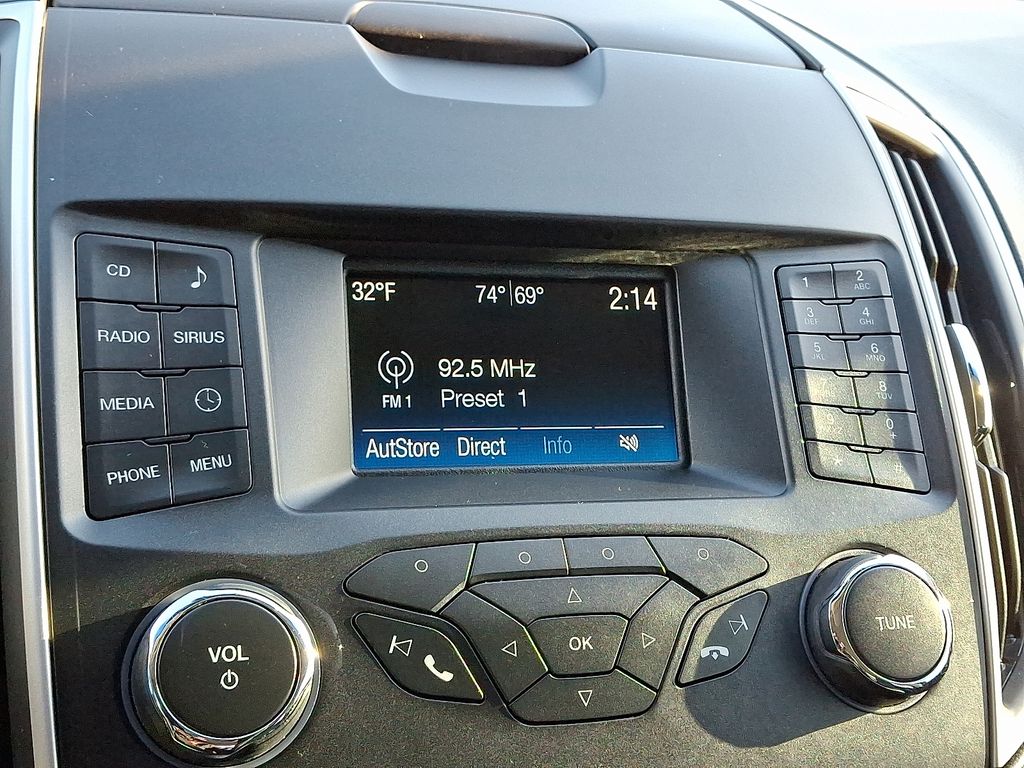 32°F 74° 69° 2:14
92.5 MHz
FM 1 Preset 1
AutStore Direct Info
CD
RADIO SIRIUS
MEDIA
PHONE MENU
1 2 ABC
3 DEF 4 GHI
5 JKL 6 MNO
8 TUV
0 +
VOL
OK
TUNE